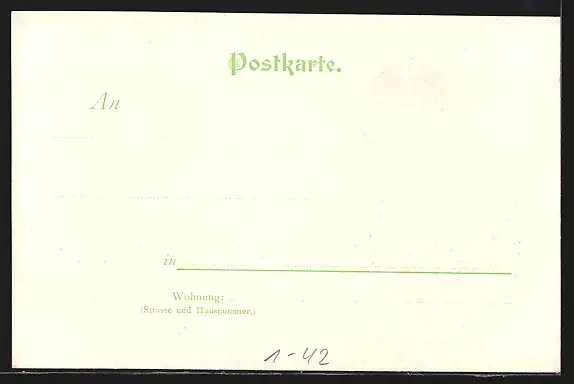 Postkarte.
An
in
Wohnung:
(Strasse und Hausnummer.)
1-42